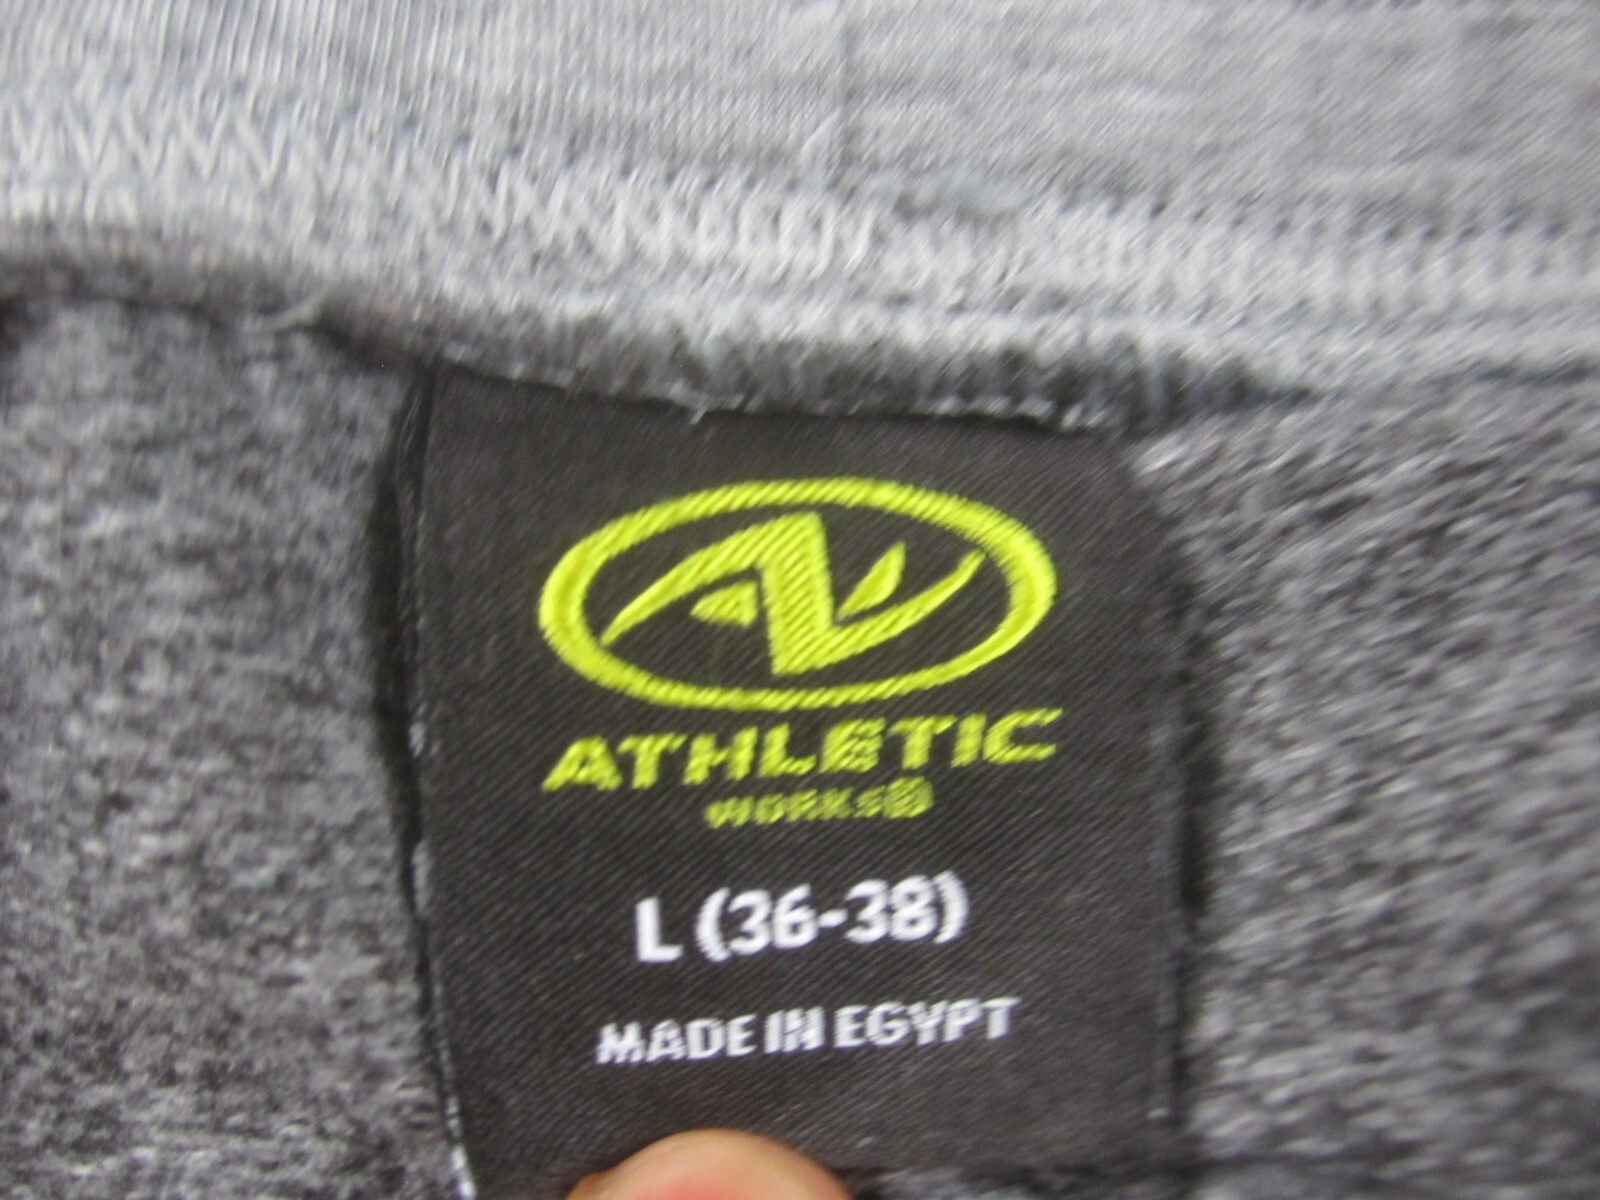 ATHLETIC
WORKS®
L (36-38)
MADE IN EGYPT